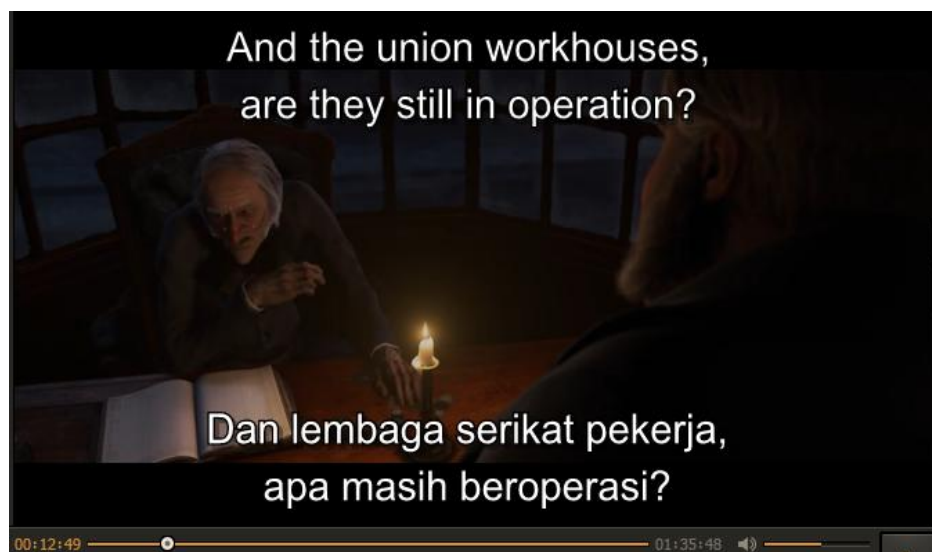 And the union workhouses,
are they still in operation?
Dan lembaga serikat pekerja,
apa masih beroperasi?
00:12:49 01:35:48